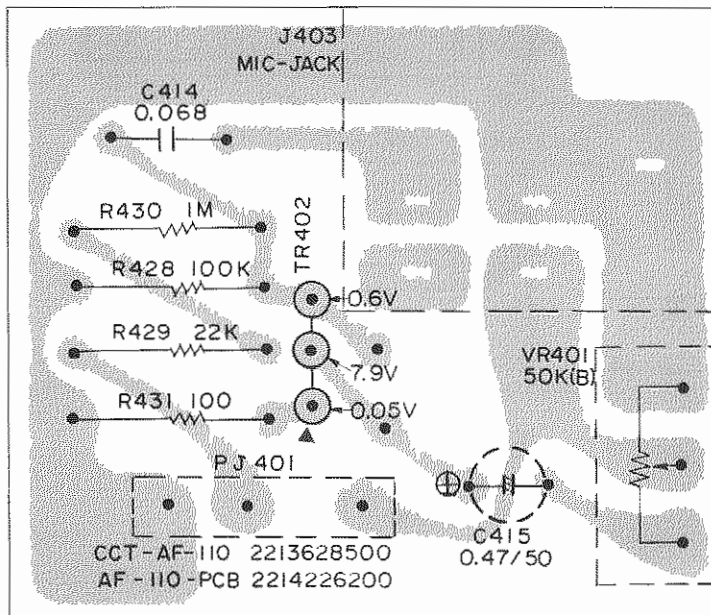 J403
MIC-JACK
C414
0.068
R430 1M
TR402
R428 100K
0.6V
R429 22K
7.9V
VR401
50K(B)
R431 100
0.05V
PJ 401
C415
0.47/50
CCT-AF-110 2213628500
AF-110-PCB 2214226200